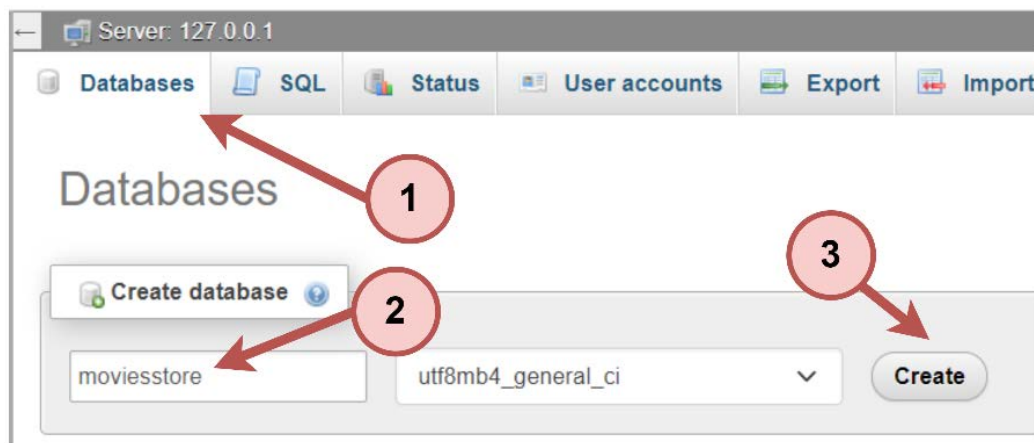 Server: 127.0.0.1
Databases SQL Status User accounts Export Import
Databases
1
3
Create database
2
moviesstore utf8mb4_general_ci Create